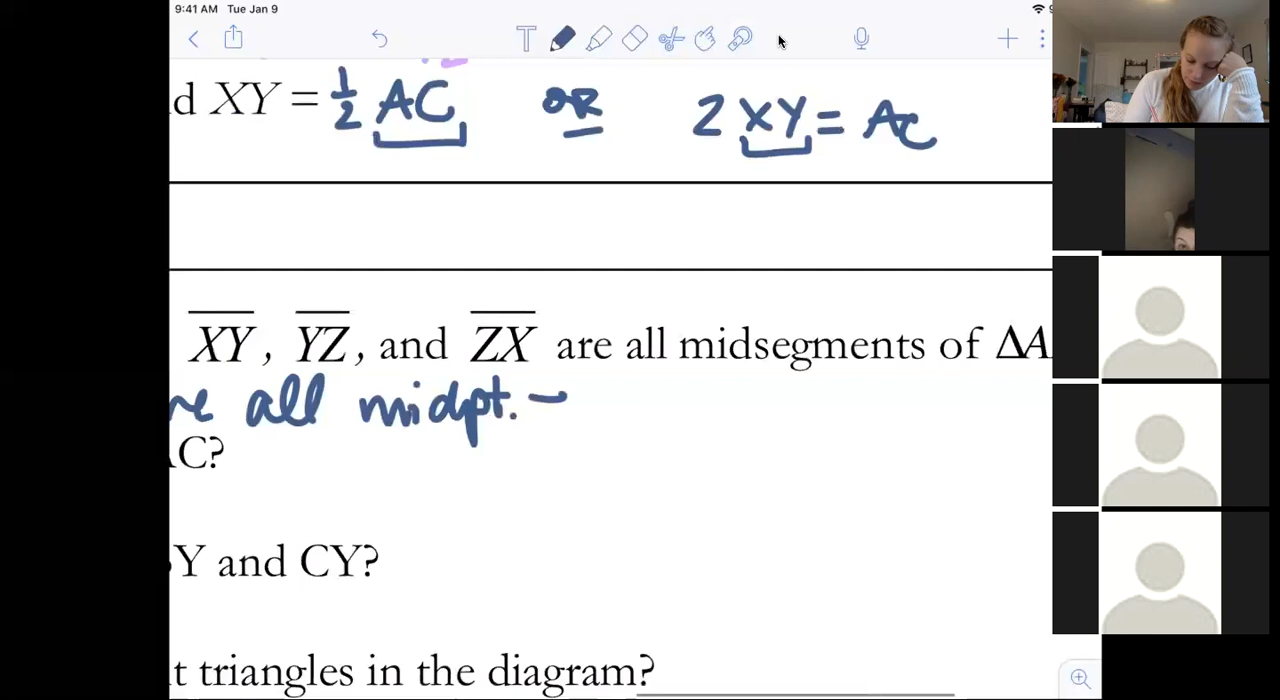 9:41 AM Tue Jan 9
d XY = 1/2 AC OR 2 XY = AC
XY, YZ, and ZX are all midsegments of ΔA
re all midpt. -
AC?
Y and CY?
t triangles in the diagram?